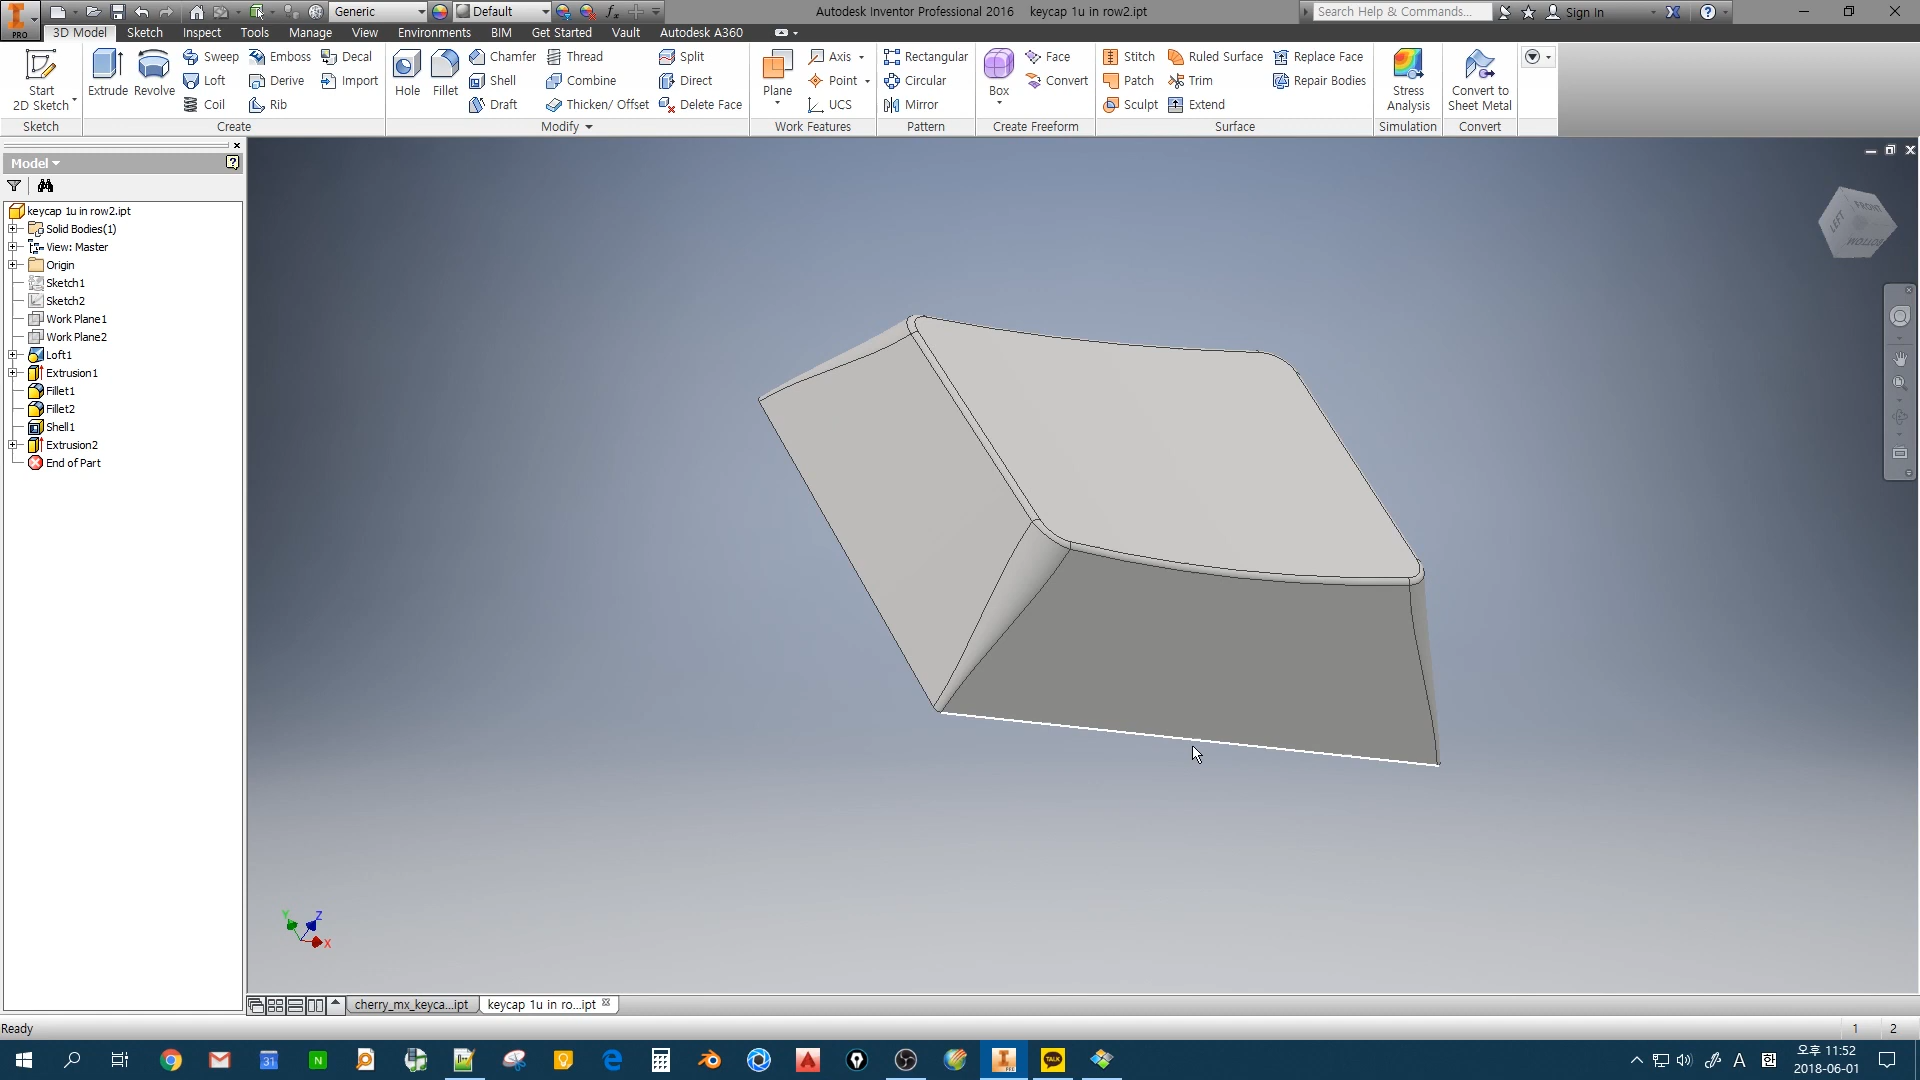 PRO
Generic
Default
Autodesk Inventor Professional 2016 keycap 1u in row2.ipt
Search Help & Commands...
Sign In
3D Model Sketch Inspect Tools Manage View Environments BIM Get Started Vault Autodesk A360
Start
2D Sketch
Sketch
Extrude
Revolve
Sweep
Loft
Coil
Emboss
Derive
Rib
Decal
Import
Create
Hole
Fillet
Chamfer
Shell
Draft
Thread
Combine
Thicken/ Offset
Split
Direct
Delete Face
Modify
Plane
Axis
Point
UCS
Work Features
Rectangular
Circular
Mirror
Pattern
Box
Face
Convert
Create Freeform
Stitch
Patch
Sculpt
Ruled Surface
Trim
Extend
Replace Face
Repair Bodies
Surface
Stress
Analysis
Simulation
Convert to
Sheet Metal
Convert
Model
keycap 1u in row2.ipt
Solid Bodies(1)
View: Master
Origin
Sketch1
Sketch2
Work Plane1
Work Plane2
Loft1
Extrusion1
Fillet1
Fillet2
Shell1
Extrusion2
End of Part
LEFT
FRONT
BOTTOM
Y
Z
X
cherry_mx_keyca...ipt
keycap 1u in ro...ipt
Ready
1 2
31
N
TALK
A
오후 11:52
2018-06-01